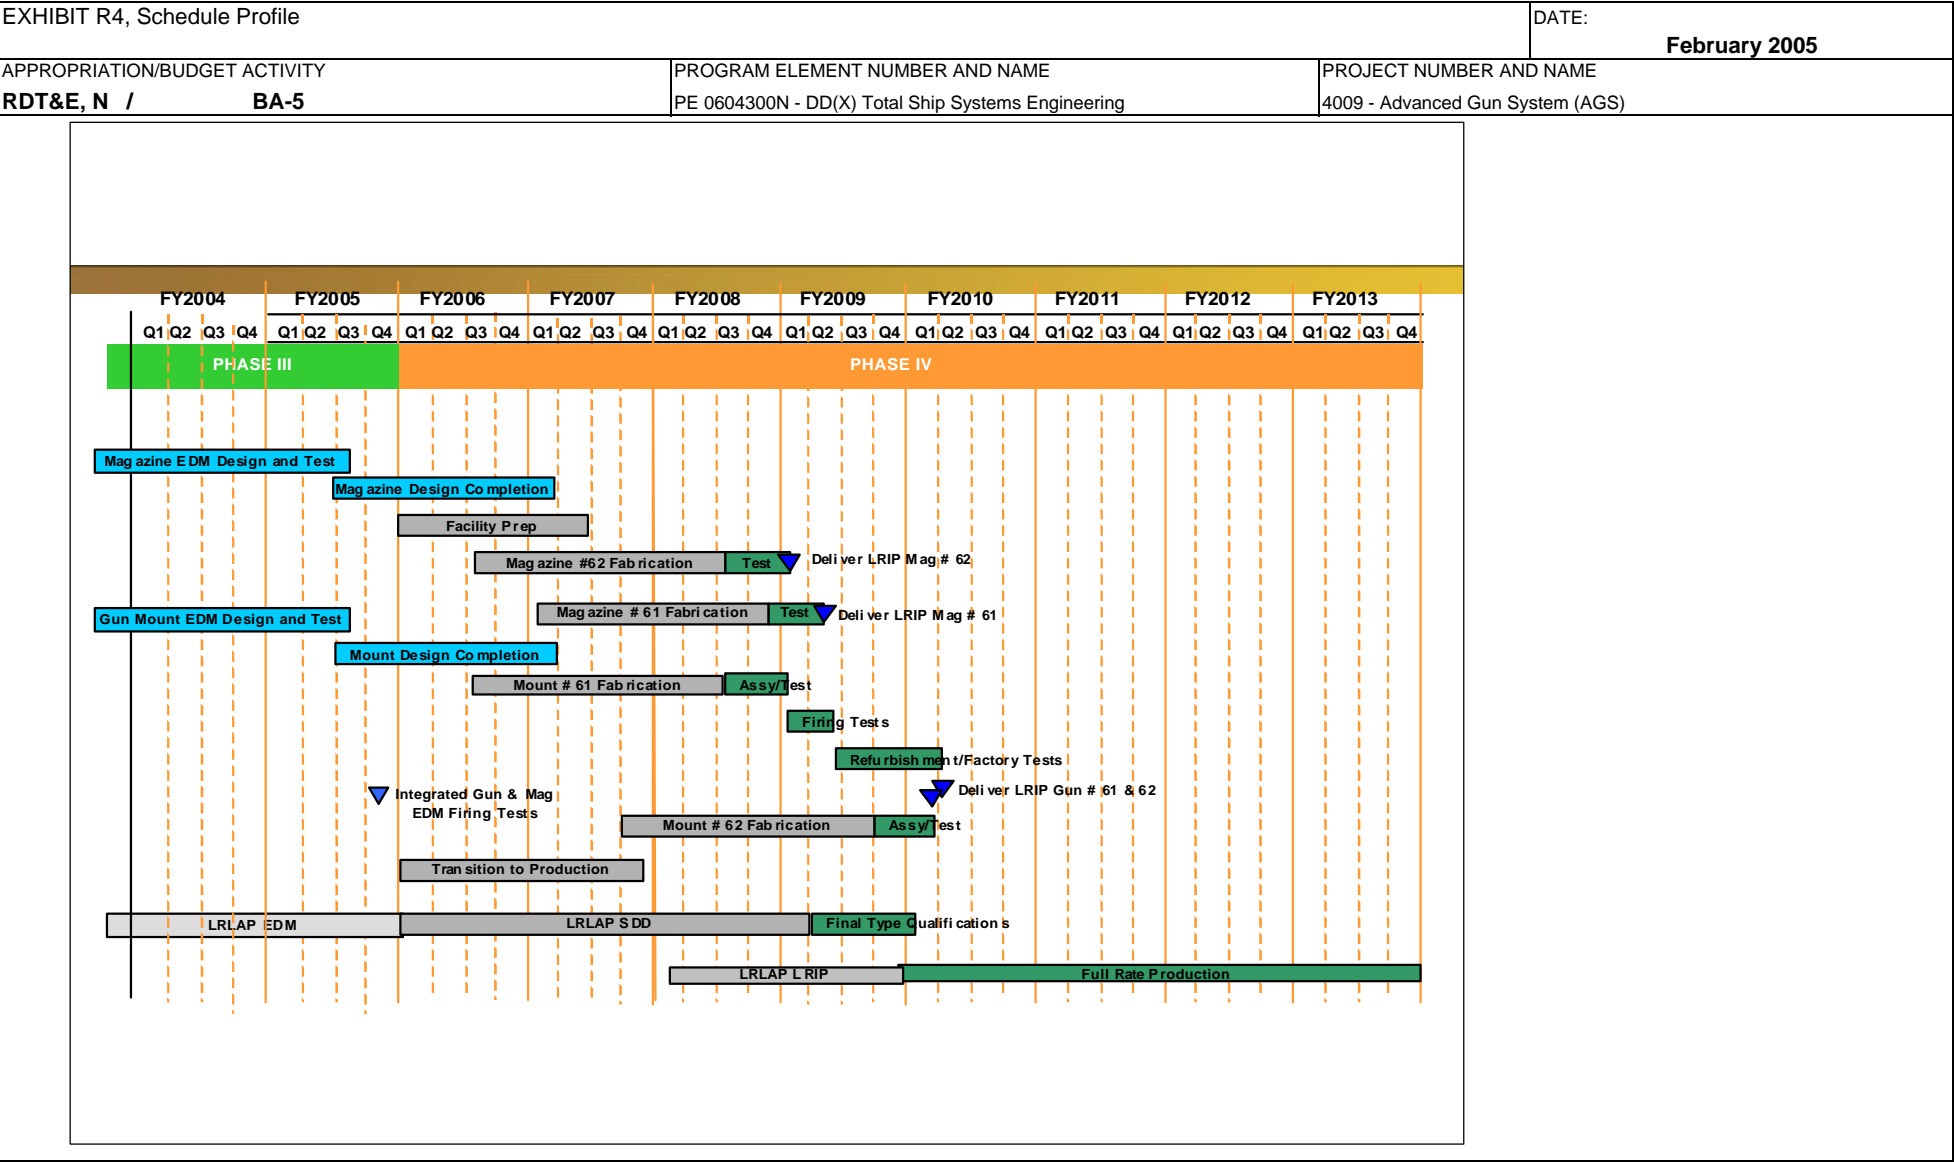 EXHIBIT R4, Schedule Profile
DATE:
February 2005
APPROPRIATION/BUDGET ACTIVITY
PROGRAM ELEMENT NUMBER AND NAME
PROJECT NUMBER AND NAME
RDT&E, N / BA-5
PE 0604300N - DD(X) Total Ship Systems Engineering
4009 - Advanced Gun System (AGS)
FY2004 FY2005 FY2006 FY2007 FY2008 FY2009 FY2010 FY2011 FY2012 FY2013
Q1 Q2 Q3 Q4 Q1 Q2 Q3 Q4 Q1 Q2 Q3 Q4 Q1 Q2 Q3 Q4 Q1 Q2 Q3 Q4 Q1 Q2 Q3 Q4 Q1 Q2 Q3 Q4 Q1 Q2 Q3 Q4 Q1 Q2 Q3 Q4 Q1 Q2 Q3 Q4
PHASE III PHASE IV
Magazine EDM Design and Test
Magazine Design Completion
Facility Prep
Magazine #62 Fabrication Test Deliver LRIP Mag # 62
Magazine # 61 Fabrication Test Deliver LRIP Mag # 61
Gun Mount EDM Design and Test
Mount Design Completion
Mount # 61 Fabrication Assy/Test
Firing Tests
Refurbishment/Factory Tests
Deliver LRIP Gun # 61 & 62
Integrated Gun & Mag
EDM Firing Tests
Mount # 62 Fabrication Assy/Test
Transition to Production
LRLAP EDM LRLAP SDD Final Type Qualifications
LRLAP LRIP Full Rate Production